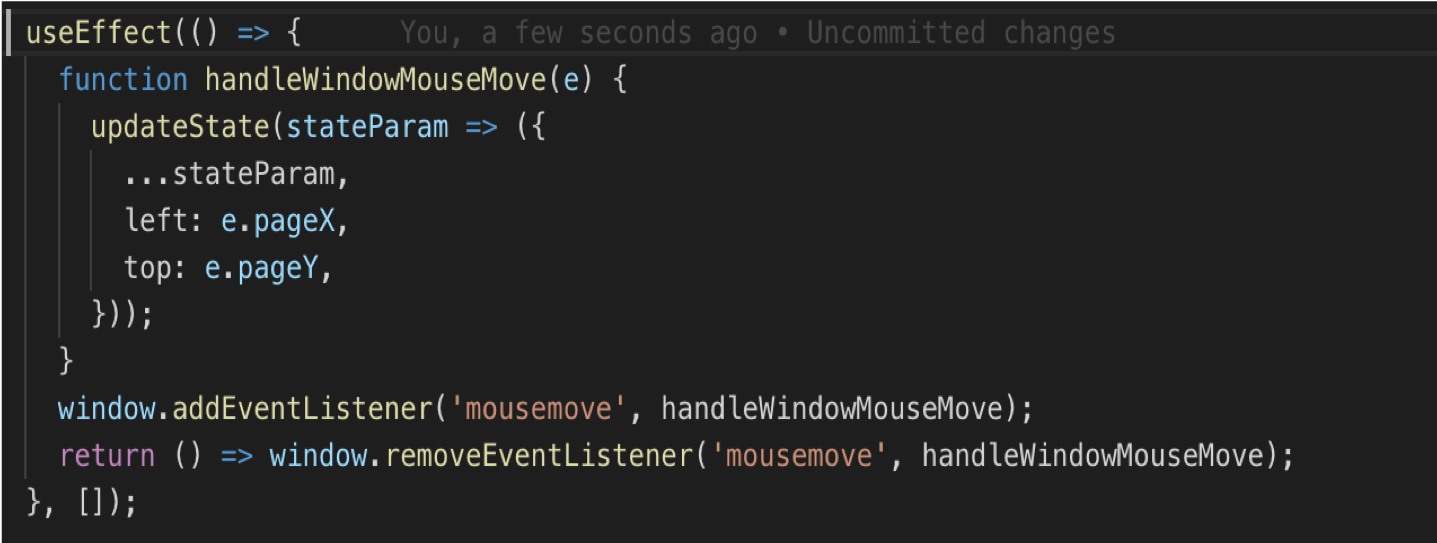 useEffect(() => {    You, a few seconds ago • Uncommitted changes
  function handleWindowMouseMove(e) {
    updateState(stateParam => ({
      ...stateParam,
      left: e.pageX,
      top: e.pageY,
    }));
  }
  window.addEventListener('mousemove', handleWindowMouseMove);
  return () => window.removeEventListener('mousemove', handleWindowMouseMove);
}, []);